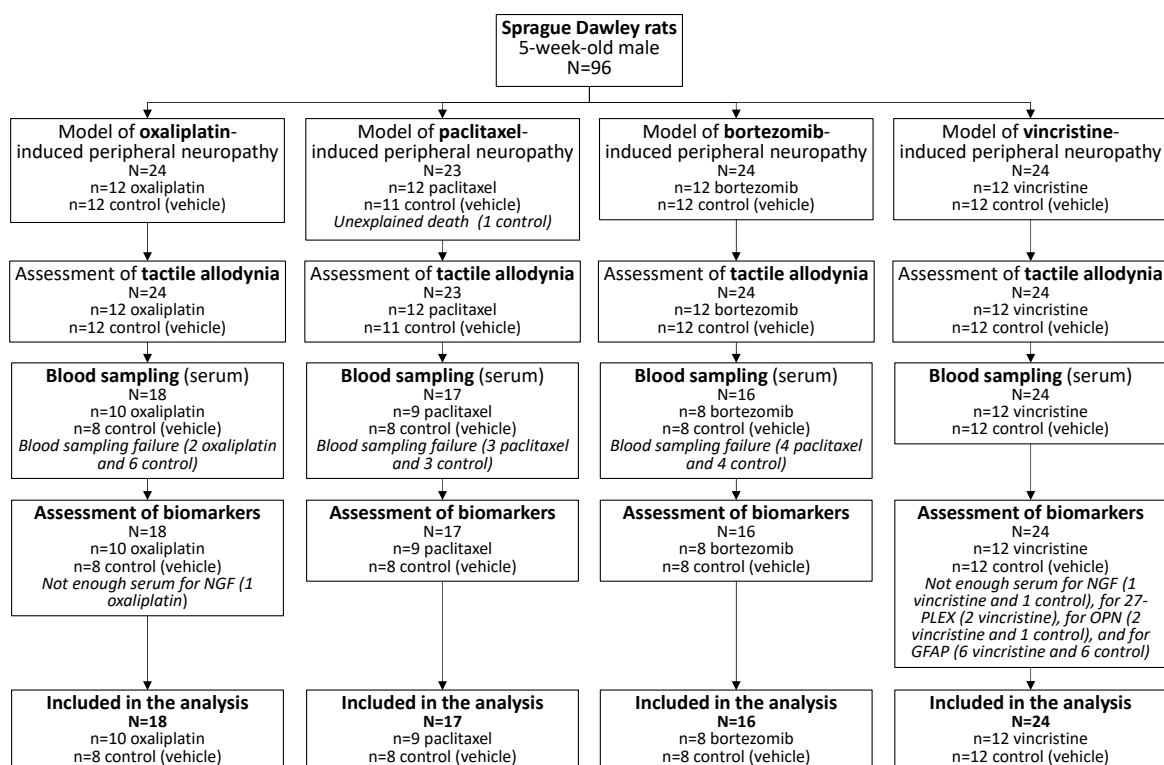 Sprague Dawley rats
5-week-old male
N=96
Model of oxaliplatin-
induced peripheral neuropathy
N=24
n=12 oxaliplatin
n=12 control (vehicle)
Model of paclitaxel-
induced peripheral neuropathy
N=23
n=12 paclitaxel
n=11 control (vehicle)
Unexplained death (1 control)
Model of bortezomib-
induced peripheral neuropathy
N=24
n=12 bortezomib
n=12 control (vehicle)
Model of vincristine-
induced peripheral neuropathy
N=24
n=12 vincristine
n=12 control (vehicle)
Assessment of tactile allodynia
N=24
n=12 oxaliplatin
n=12 control (vehicle)
Assessment of tactile allodynia
N=23
n=12 paclitaxel
n=11 control (vehicle)
Assessment of tactile allodynia
N=24
n=12 bortezomib
n=12 control (vehicle)
Assessment of tactile allodynia
N=24
n=12 vincristine
n=12 control (vehicle)
Blood sampling (serum)
N=18
n=10 oxaliplatin
n=8 control (vehicle)
Blood sampling failure (2 oxaliplatin
and 6 control)
Blood sampling (serum)
N=17
n=9 paclitaxel
n=8 control (vehicle)
Blood sampling failure (3 paclitaxel
and 3 control)
Blood sampling (serum)
N=16
n=8 bortezomib
n=8 control (vehicle)
Blood sampling failure (4 paclitaxel
and 4 control)
Blood sampling (serum)
N=24
n=12 vincristine
n=12 control (vehicle)
Assessment of biomarkers
N=18
n=10 oxaliplatin
n=8 control (vehicle)
Not enough serum for NGF (1
oxaliplatin)
Assessment of biomarkers
N=17
n=9 paclitaxel
n=8 control (vehicle)
Assessment of biomarkers
N=16
n=8 bortezomib
n=8 control (vehicle)
Assessment of biomarkers
N=24
n=12 vincristine
n=12 control (vehicle)
Not enough serum for NGF (1
vincristine and 1 control), for 27-
PLEX (2 vincristine), for OPN (2
vincristine and 1 control), and for
GFAP (6 vincristine and 6 control)
Included in the analysis
N=18
n=10 oxaliplatin
n=8 control (vehicle)
Included in the analysis
N=17
n=9 paclitaxel
n=8 control (vehicle)
Included in the analysis
N=16
n=8 bortezomib
n=8 control (vehicle)
Included in the analysis
N=24
n=12 vincristine
n=12 control (vehicle)